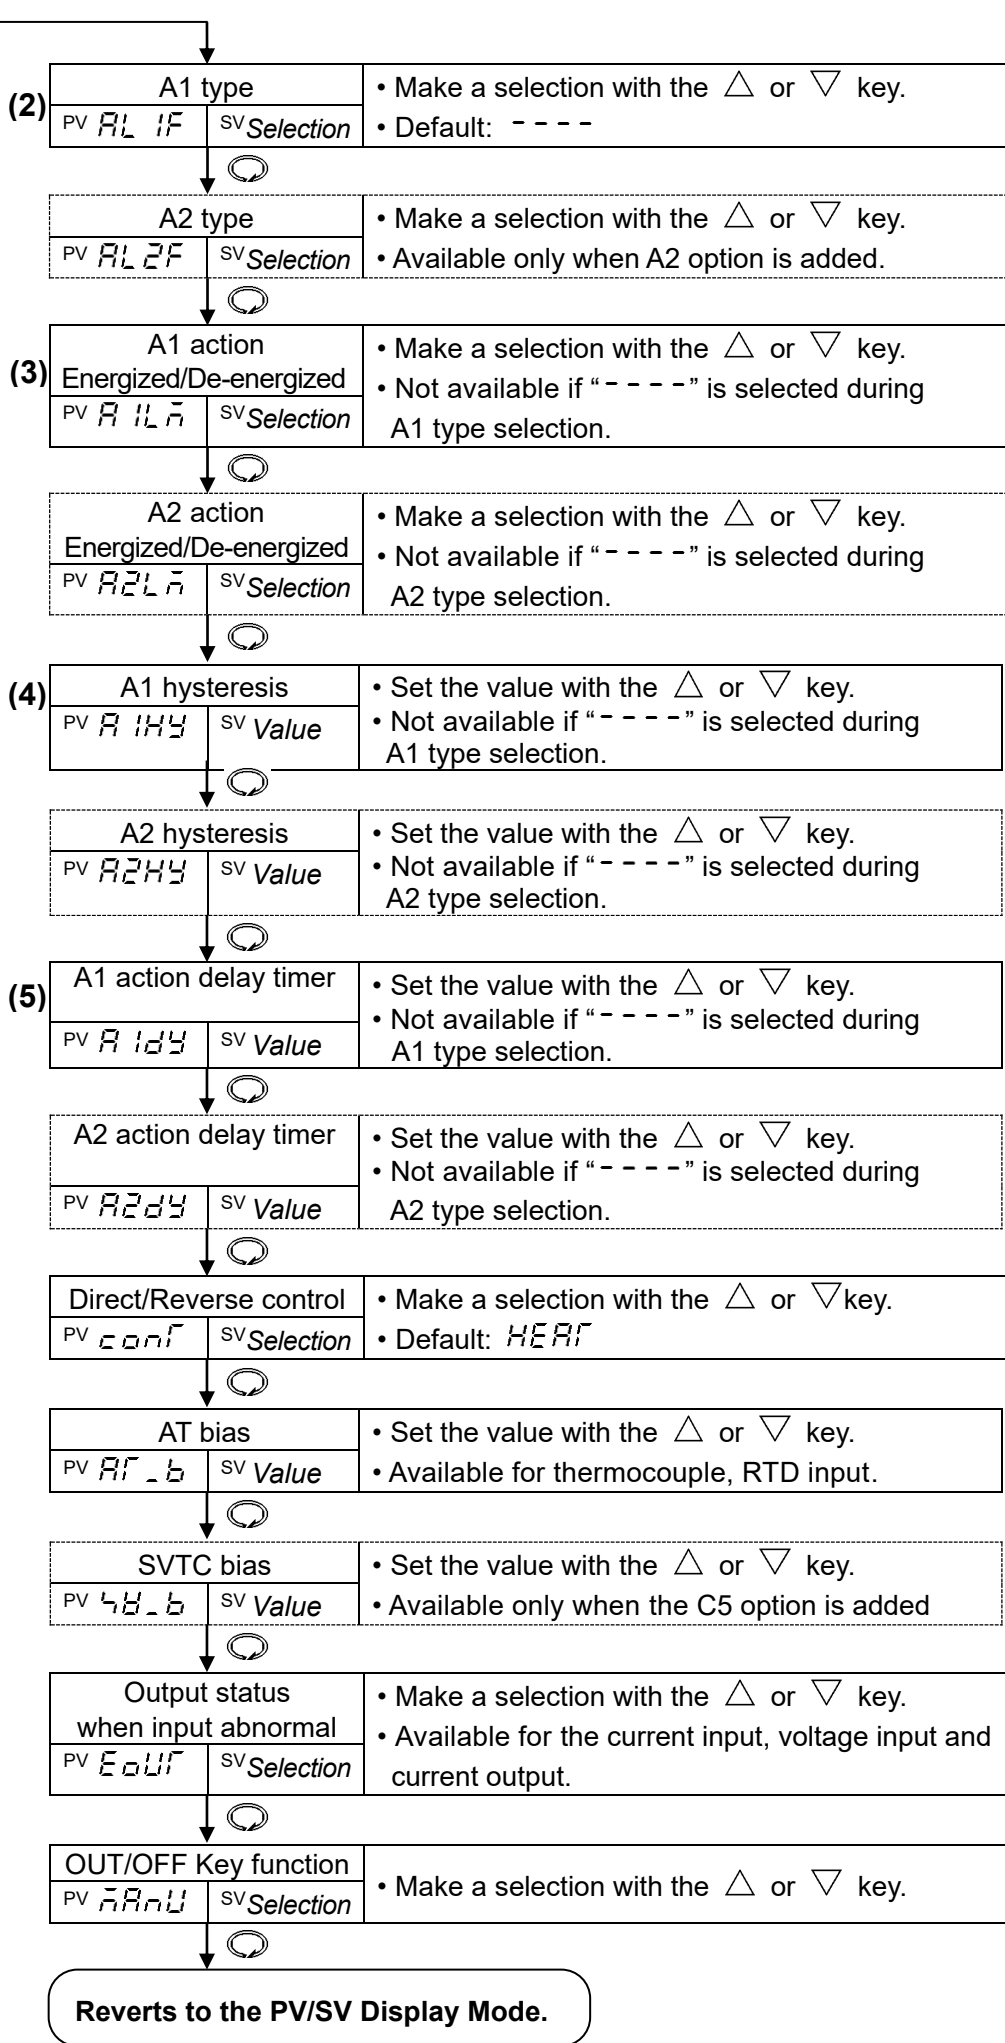 A1 type
(2)
• Make a selection with the △ or ▽ key.
PV AL1F
SV Selection
• Default: ----
A2 type
• Make a selection with the △ or ▽ key.
PV AL2F
SV Selection
• Available only when A2 option is added.
(3)
A1 action
Energized/De-energized
PV A1LM
SV Selection
• Make a selection with the △ or ▽ key.
• Not available if “----” is selected during
A1 type selection.
A2 action
Energized/De-energized
PV A2LM
SV Selection
• Make a selection with the △ or ▽ key.
• Not available if “----” is selected during
A2 type selection.
(4)
A1 hysteresis
PV A1HY
SV Value
• Set the value with the △ or ▽ key.
• Not available if “----” is selected during
A1 type selection.
A2 hysteresis
PV A2HY
SV Value
• Set the value with the △ or ▽ key.
• Not available if “----” is selected during
A2 type selection.
(5)
A1 action delay timer
PV A1dY
SV Value
• Set the value with the △ or ▽ key.
• Not available if “----” is selected during
A1 type selection.
A2 action delay timer
PV A2dY
SV Value
• Set the value with the △ or ▽ key.
• Not available if “----” is selected during
A2 type selection.
Direct/Reverse control
PV conT
SV Selection
• Make a selection with the △ or ▽key.
• Default: HEAT
AT bias
PV AT_b
SV Value
• Set the value with the △ or ▽ key.
• Available for thermocouple, RTD input.
SVTC bias
PV SV_b
SV Value
• Set the value with the △ or ▽ key.
• Available only when the C5 option is added
Output status
when input abnormal
PV EoUT
SV Selection
• Make a selection with the △ or ▽ key.
• Available for the current input, voltage input and
current output.
OUT/OFF Key function
PV MAnU
SV Selection
• Make a selection with the △ or ▽ key.
Reverts to the PV/SV Display Mode.